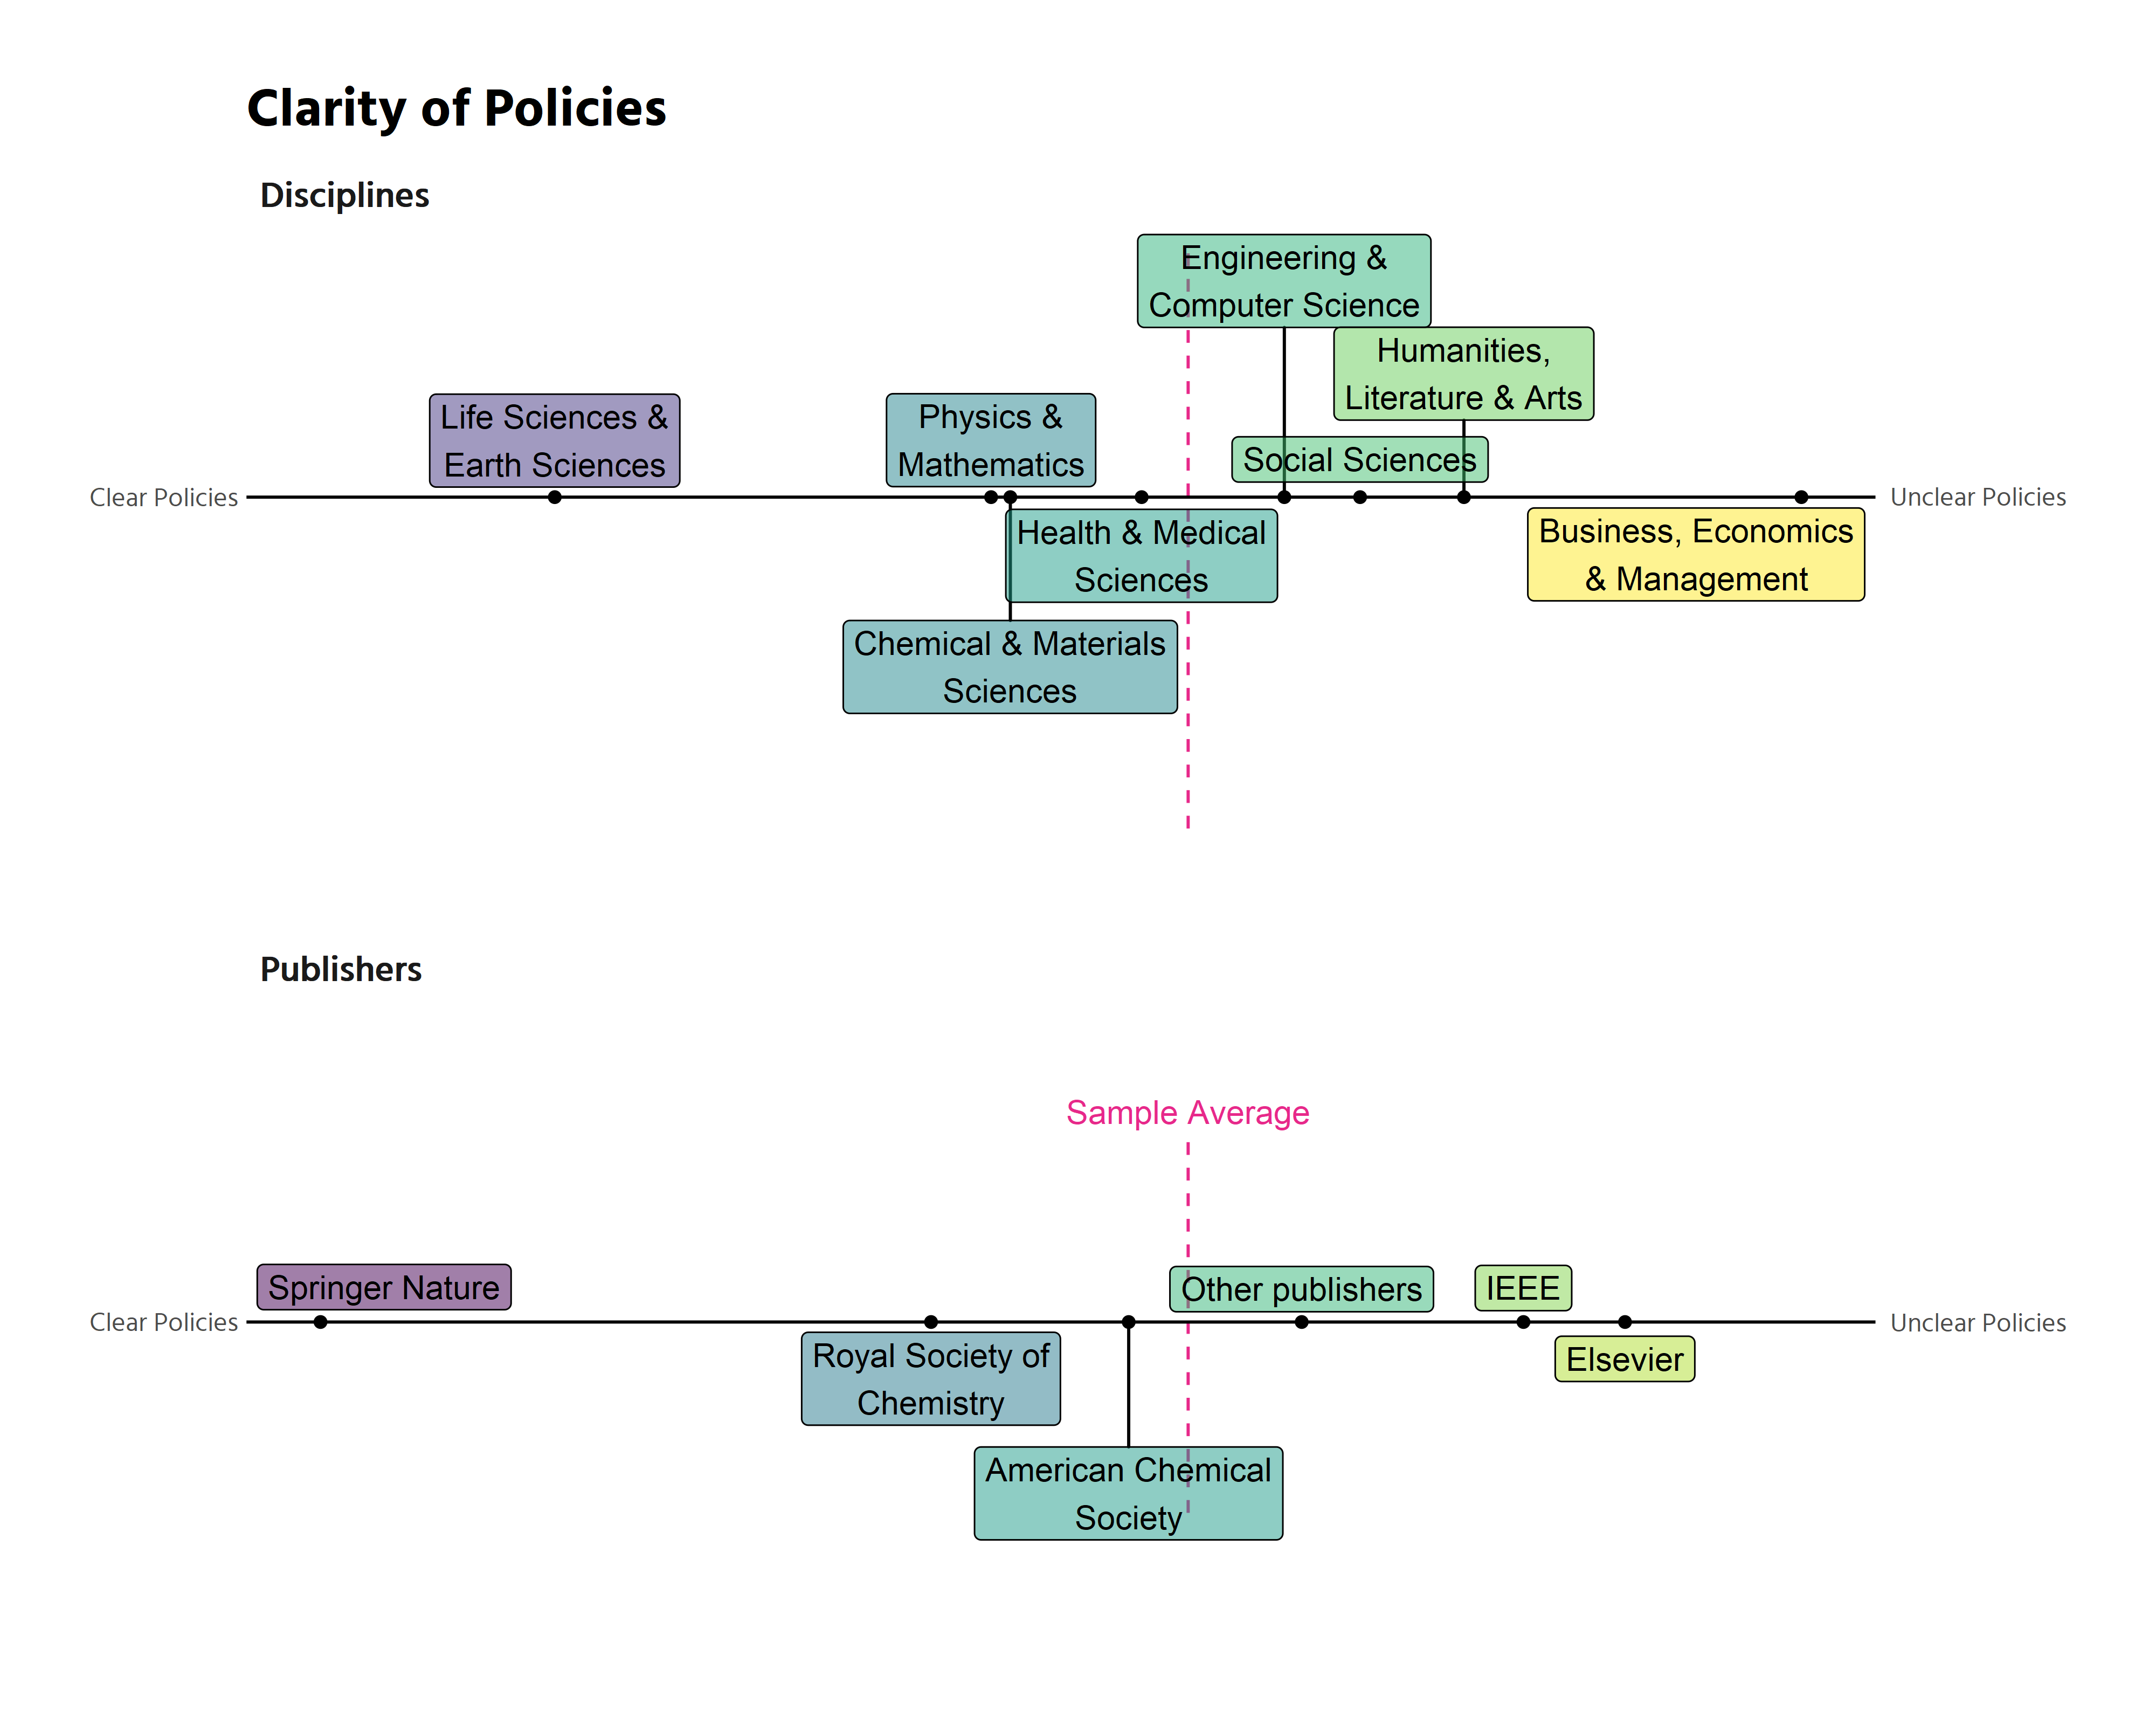 Clarity of Policies
Disciplines
Engineering &
Computer Science
Humanities,
Literature & Arts
Life Sciences &
Earth Sciences
Physics &
Mathematics
Social Sciences
Clear Policies
Unclear Policies
Health & Medical
Sciences
Business, Economics
& Management
Chemical & Materials
Sciences
Publishers
Sample Average
Springer Nature
Other publishers
IEEE
Clear Policies
Unclear Policies
Royal Society of
Chemistry
Elsevier
American Chemical
Society